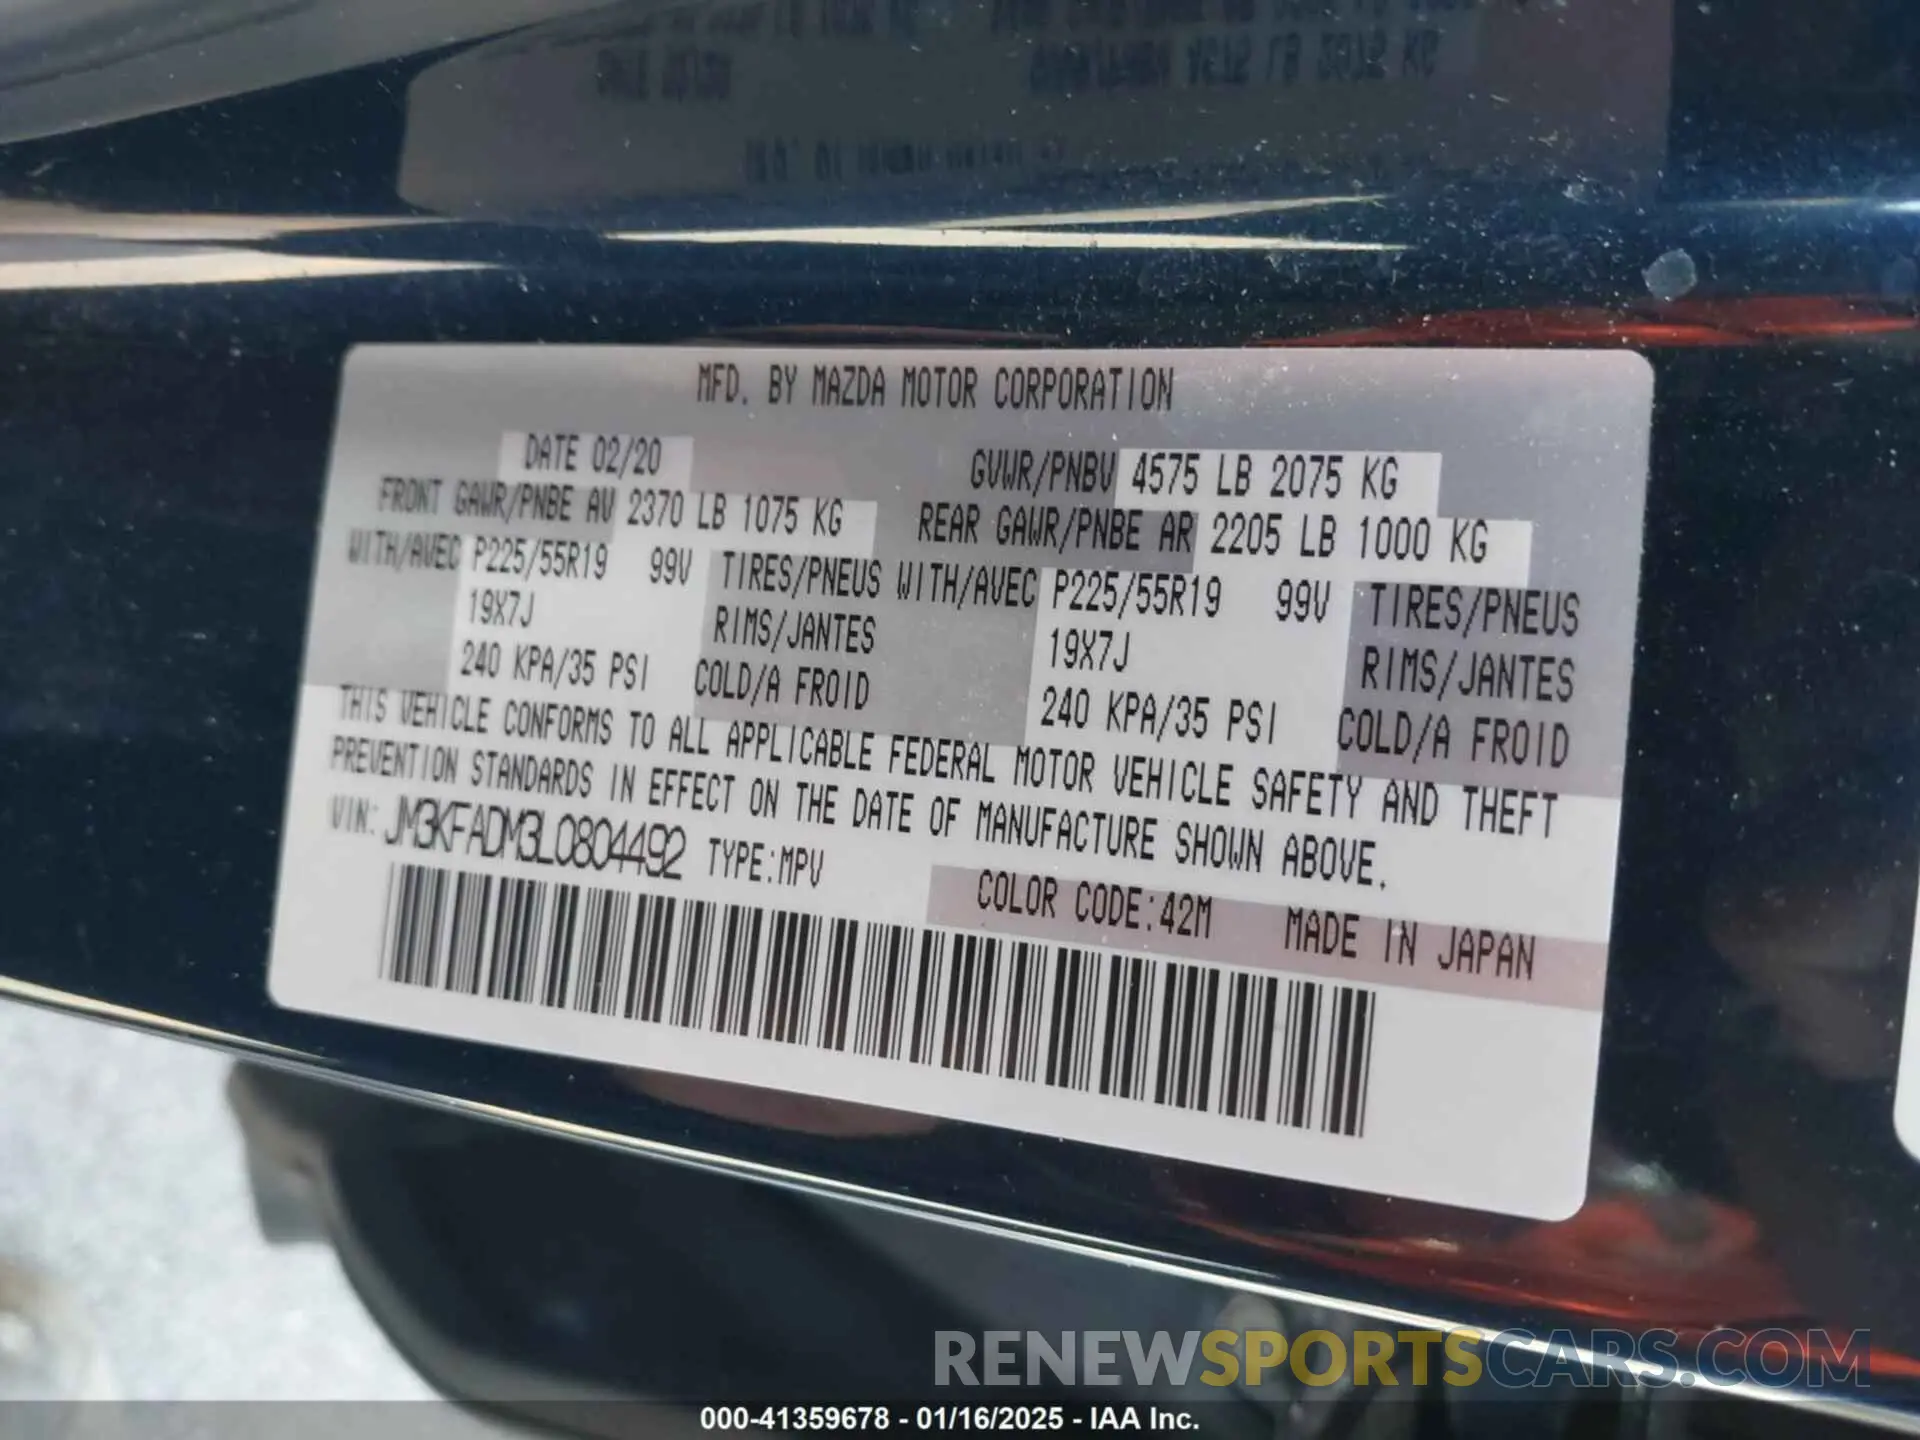 MFD. BY MAZDA MOTOR CORPORATION
DATE 02/20 GVWR/PNBV 4575 LB 2075 KG
FRONT GAWR/PNBE AV 2370 LB 1075 KG REAR GAWR/PNBE AR 2205 LB 1000 KG
WITH/AVEC P225/55R19 99V TIRES/PNEUS WITH/AVEC P225/55R19 99V TIRES/PNEUS
19X7J RIMS/JANTES 19X7J RIMS/JANTES
240 KPA/35 PSI COLD/A FROID 240 KPA/35 PSI COLD/A FROID
THIS VEHICLE CONFORMS TO ALL APPLICABLE FEDERAL MOTOR VEHICLE SAFETY AND THEFT
PREVENTION STANDARDS IN EFFECT ON THE DATE OF MANUFACTURE SHOWN ABOVE.
VIN: JM3KFADM3L0804492 TYPE:MPV
COLOR CODE:42M MADE IN JAPAN
RENEWSPORTSCARS.COM
000-41359678 - 01/16/2025 - IAA Inc.